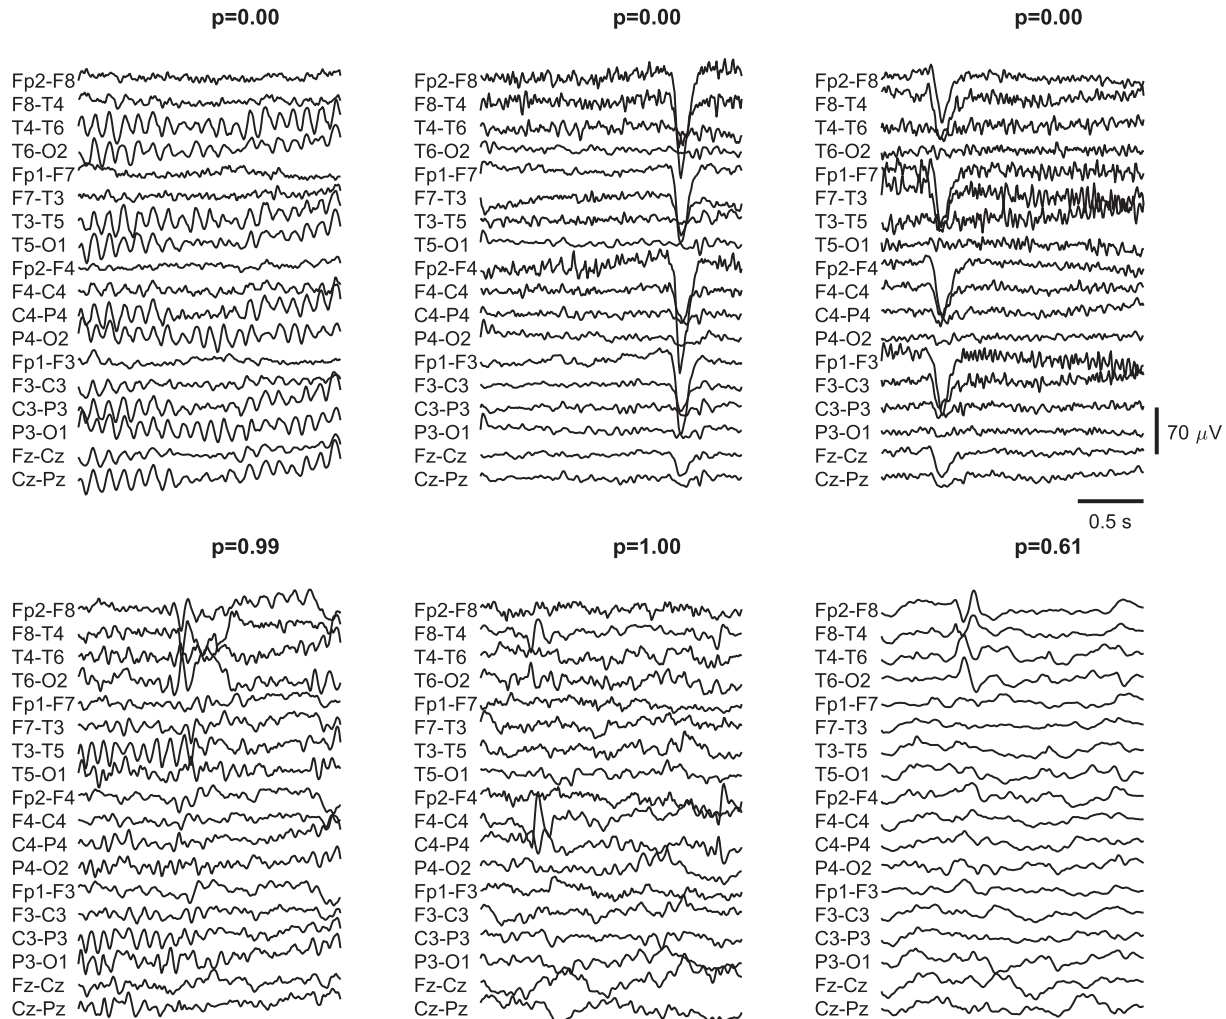 p=0.00
p=0.00
p=0.00
Fp2-F8
F8-T4
T4-T6
T6-O2
Fp1-F7
F7-T3
T3-T5
T5-O1
Fp2-F4
F4-C4
C4-P4
P4-O2
Fp1-F3
F3-C3
C3-P3
P3-O1
Fz-Cz
Cz-Pz
Fp2-F8
F8-T4
T4-T6
T6-O2
Fp1-F7
F7-T3
T3-T5
T5-O1
Fp2-F4
F4-C4
C4-P4
P4-O2
Fp1-F3
F3-C3
C3-P3
P3-O1
Fz-Cz
Cz-Pz
Fp2-F8
F8-T4
T4-T6
T6-O2
Fp1-F7
F7-T3
T3-T5
T5-O1
Fp2-F4
F4-C4
C4-P4
P4-O2
Fp1-F3
F3-C3
C3-P3
P3-O1
Fz-Cz
Cz-Pz
70 μV
0.5 s
p=0.99
p=1.00
p=0.61
Fp2-F8
F8-T4
T4-T6
T6-O2
Fp1-F7
F7-T3
T3-T5
T5-O1
Fp2-F4
F4-C4
C4-P4
P4-O2
Fp1-F3
F3-C3
C3-P3
P3-O1
Fz-Cz
Cz-Pz
Fp2-F8
F8-T4
T4-T6
T6-O2
Fp1-F7
F7-T3
T3-T5
T5-O1
Fp2-F4
F4-C4
C4-P4
P4-O2
Fp1-F3
F3-C3
C3-P3
P3-O1
Fz-Cz
Cz-Pz
Fp2-F8
F8-T4
T4-T6
T6-O2
Fp1-F7
F7-T3
T3-T5
T5-O1
Fp2-F4
F4-C4
C4-P4
P4-O2
Fp1-F3
F3-C3
C3-P3
P3-O1
Fz-Cz
Cz-Pz